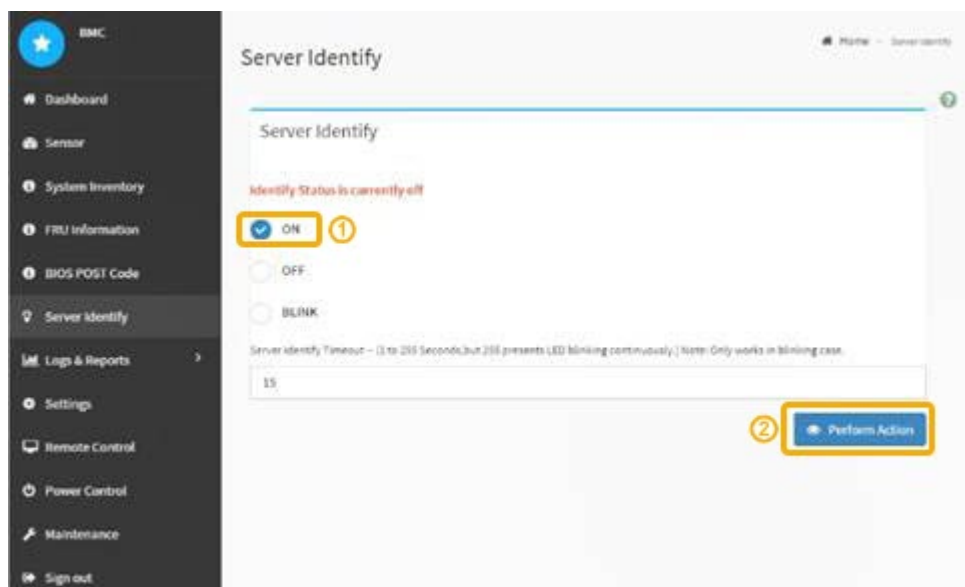 BMC
Dashboard
Sensor
System Inventory
FRU Information
BIOS POST Code
Server Identify
Logs & Reports
Settings
Remote Control
Power Control
Maintenance
Sign out
Home - Server Identify
Server Identify
Server Identify
Identify Status is currently off
ON
1
OFF
BLINK
Server Identify Timeout -- (1 to 255 Seconds,but 255 presents LED blinking continuously.) Note: Only works in blinking case.
15
2
Perform Action